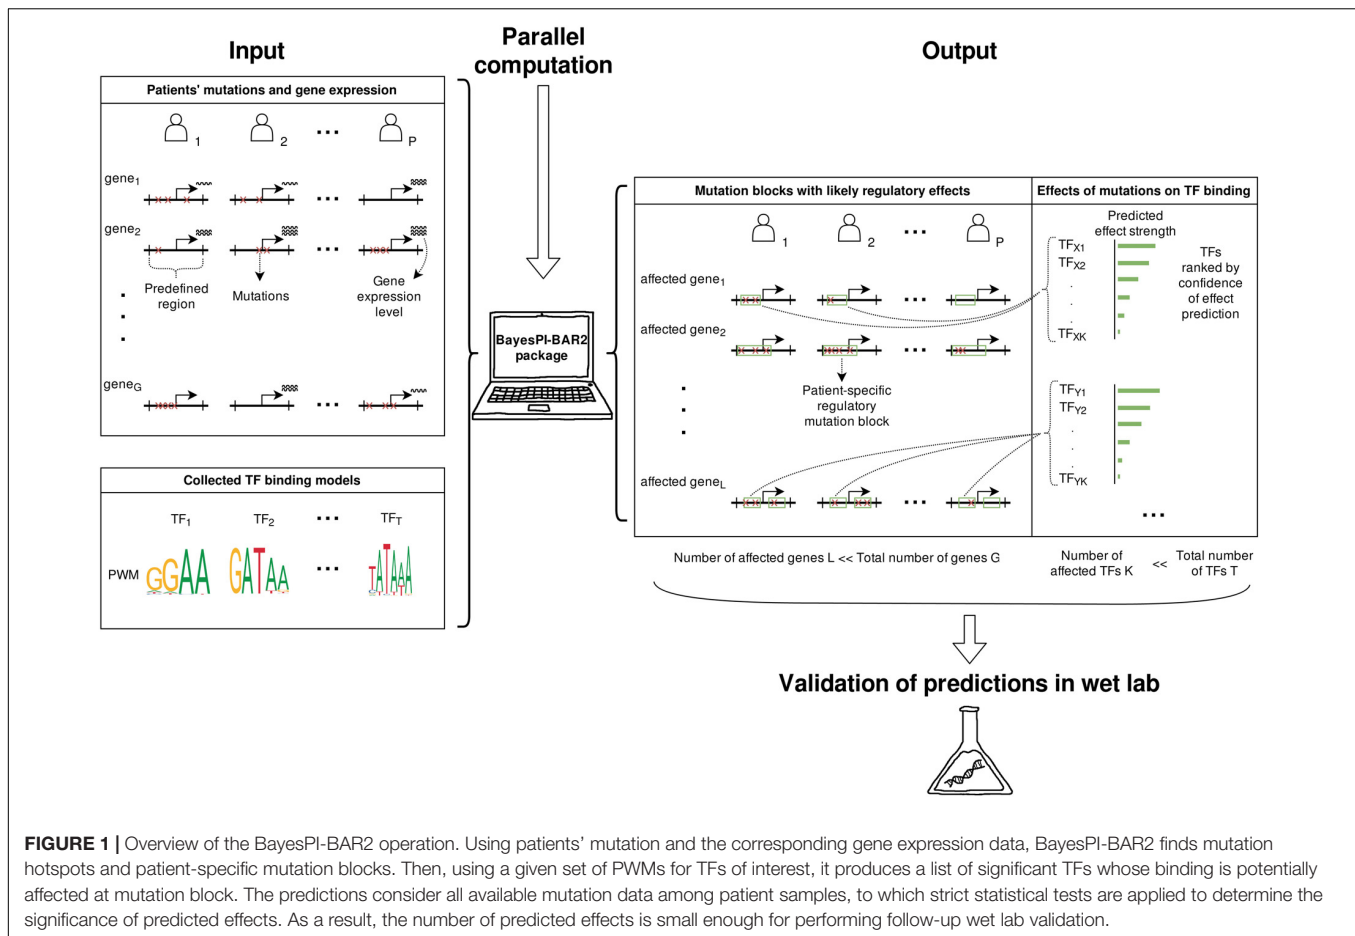 Input
Parallel
computation
Output
Patients' mutations and gene expression
1
2
...
P
gene1
...
gene2
...
Predefined
region
Mutations
Gene
expression
level
geneG
...
Collected TF binding models
TF1
TF2
...
TFT
PWM
GGAA
GATAA
...
TATAAA
BayesPI-BAR2
package
Mutation blocks with likely regulatory effects
1
2
...
P
affected gene1
...
affected gene2
...
Patient-specific
regulatory
mutation block
affected geneL
...
Number of affected genes L << Total number of genes G
Effects of mutations on TF binding
Predicted
effect strength
TFX1
TFX2
.
.
TFXK
TFs
ranked by
confidence
of effect
prediction
TFY1
TFY2
.
.
TFYK
...
Number of
affected TFs K
<<
Total number
of TFs T
Validation of predictions in wet lab
FIGURE 1 | Overview of the BayesPI-BAR2 operation. Using patients' mutation and the corresponding gene expression data, BayesPI-BAR2 finds mutation
hotspots and patient-specific mutation blocks. Then, using a given set of PWMs for TFs of interest, it produces a list of significant TFs whose binding is potentially
affected at mutation block. The predictions consider all available mutation data among patient samples, to which strict statistical tests are applied to determine the
significance of predicted effects. As a result, the number of predicted effects is small enough for performing follow-up wet lab validation.